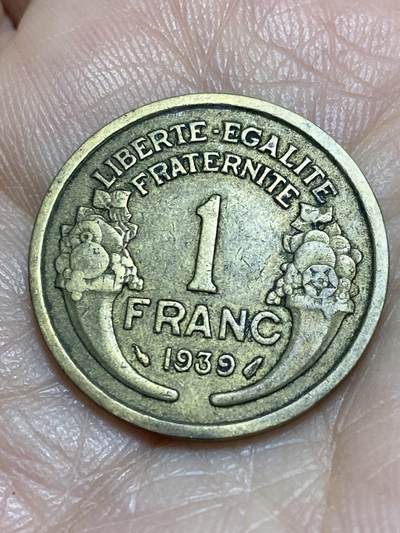 LIBERTE-EGALITE
FRATERNITE
1
FRANC
1939